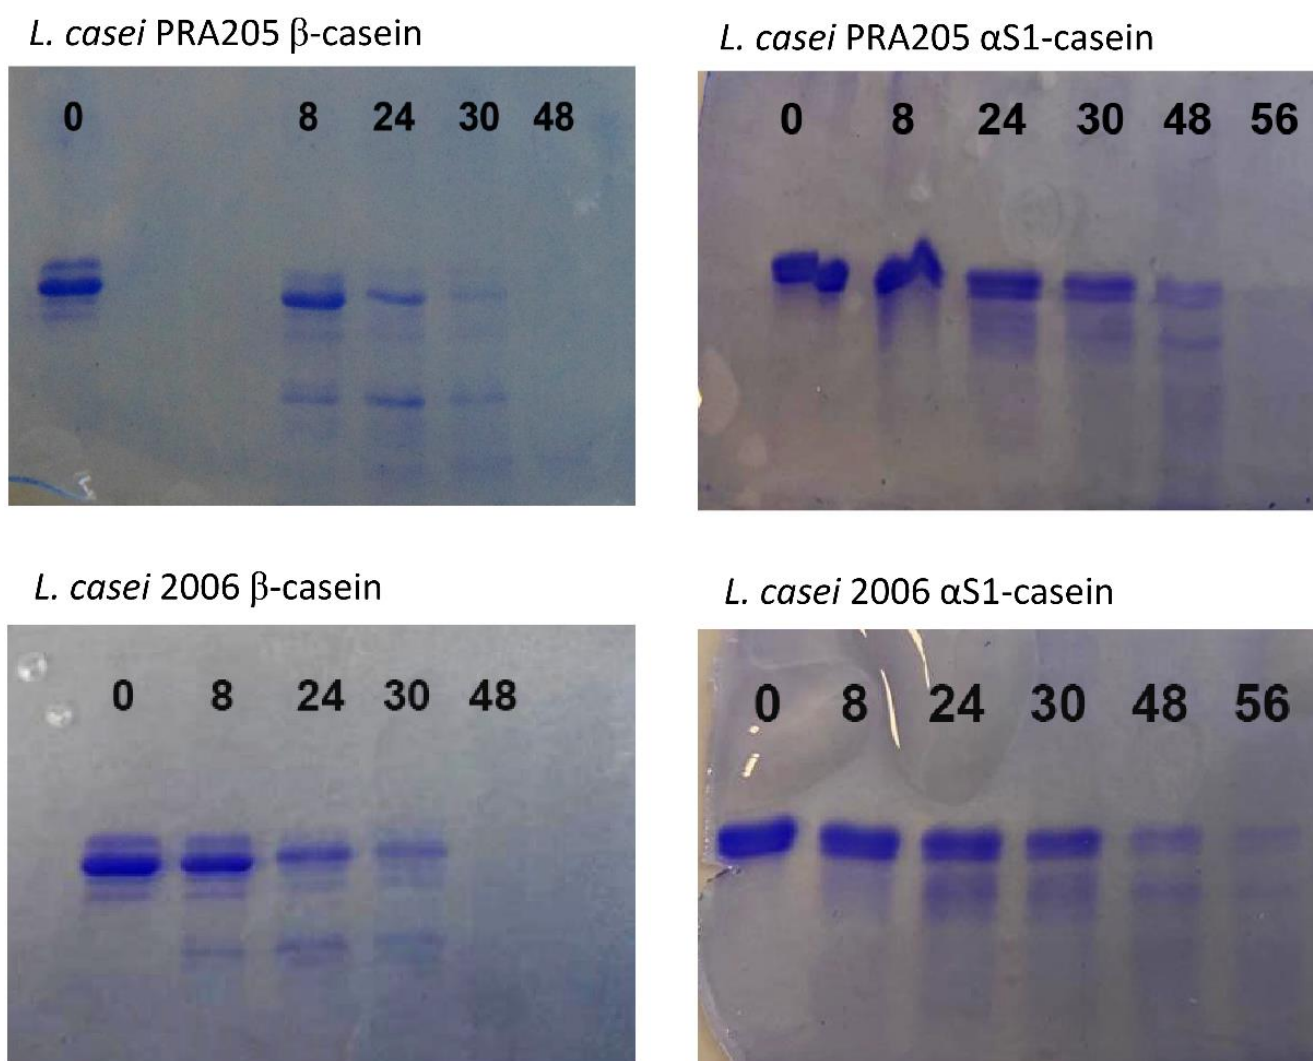 L. casei PRA205 β-casein
0 8 24 30 48
L. casei PRA205 αS1-casein
0 8 24 30 48 56
L. casei 2006 β-casein
0 8 24 30 48
L. casei 2006 αS1-casein
0 8 24 30 48 56